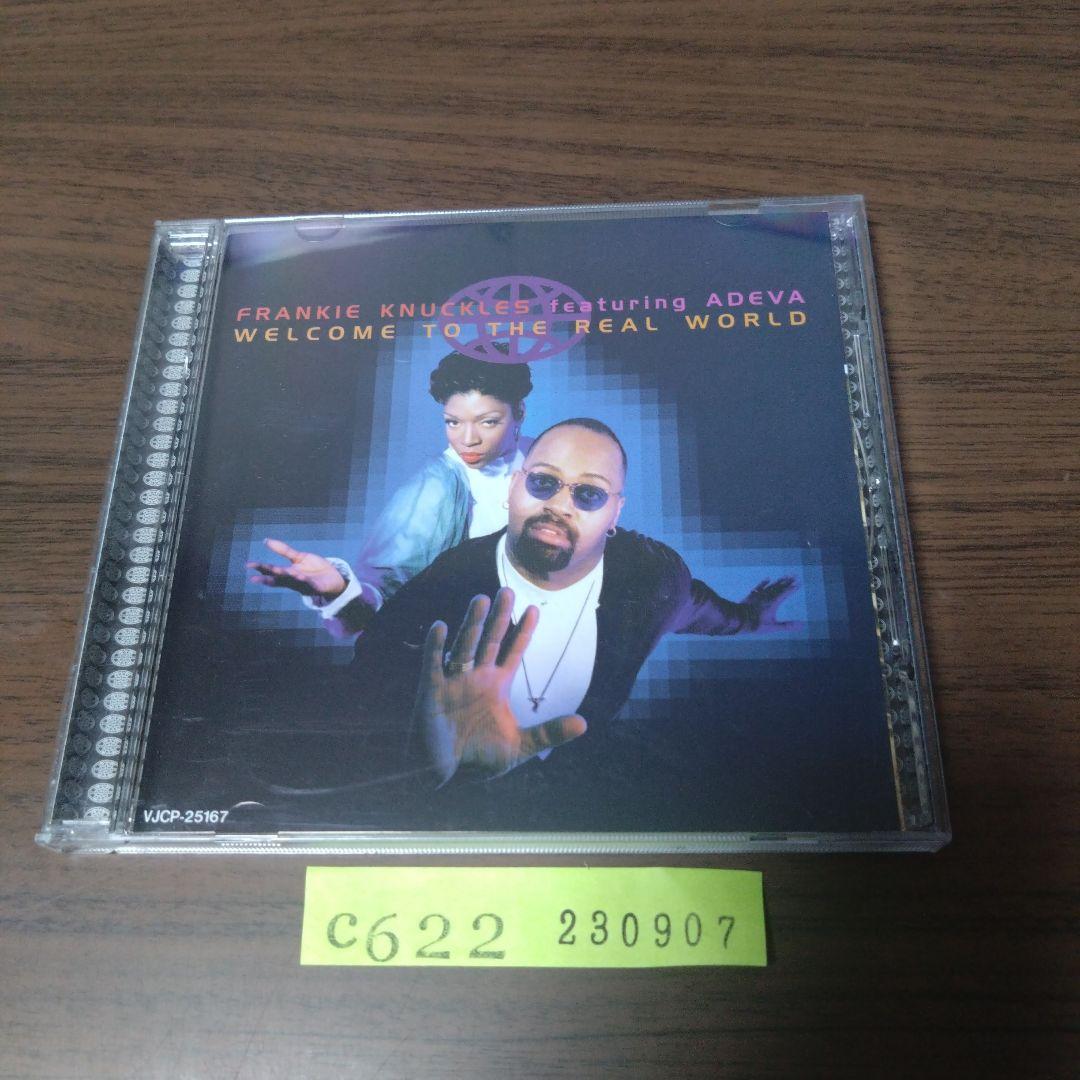 FRANKIE KNUCKLES featuring ADEVA
WELCOME TO THE REAL WORLD
VJCP-25167
C622 230907